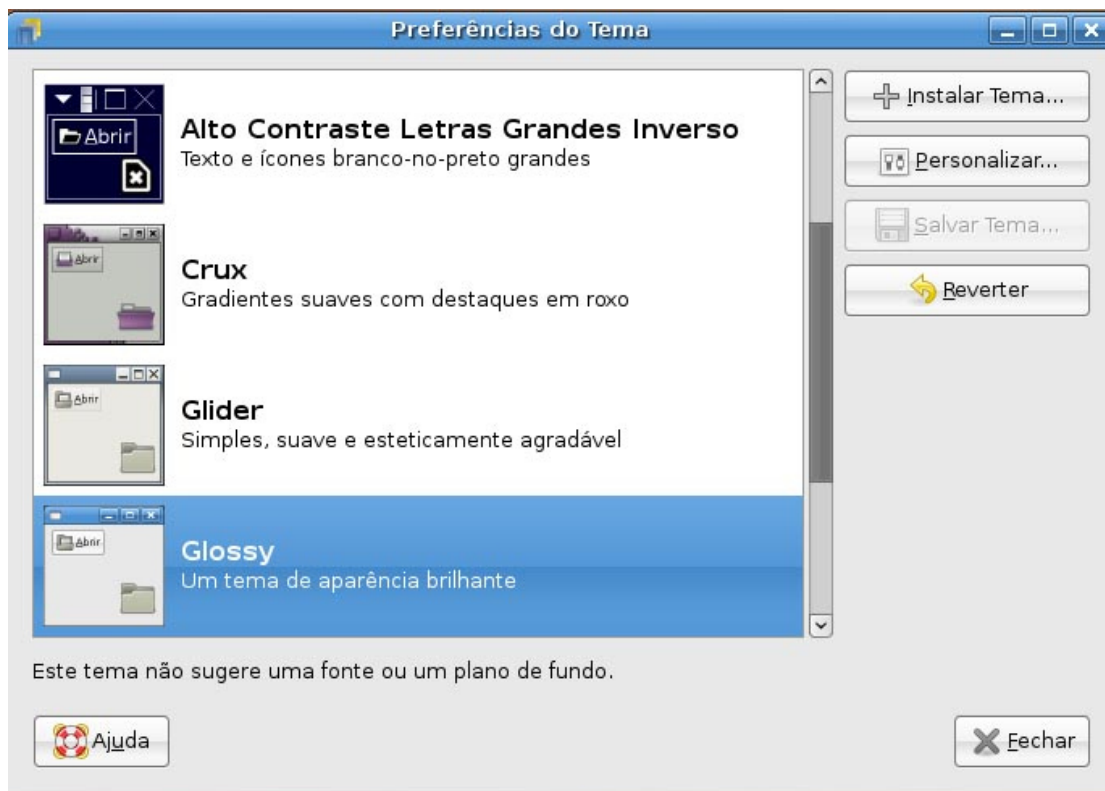 Preferências do Tema
Abrir
Alto Contraste Letras Grandes Inverso
Texto e ícones branco-no-preto grandes
Abrir
Crux
Gradientes suaves com destaques em roxo
Abrir
Glider
Simples, suave e esteticamente agradável
Abrir
Glossy
Um tema de aparência brilhante
Instalar Tema...
Personalizar...
Salvar Tema...
Reverter
Este tema não sugere uma fonte ou um plano de fundo.
Ajuda
Fechar